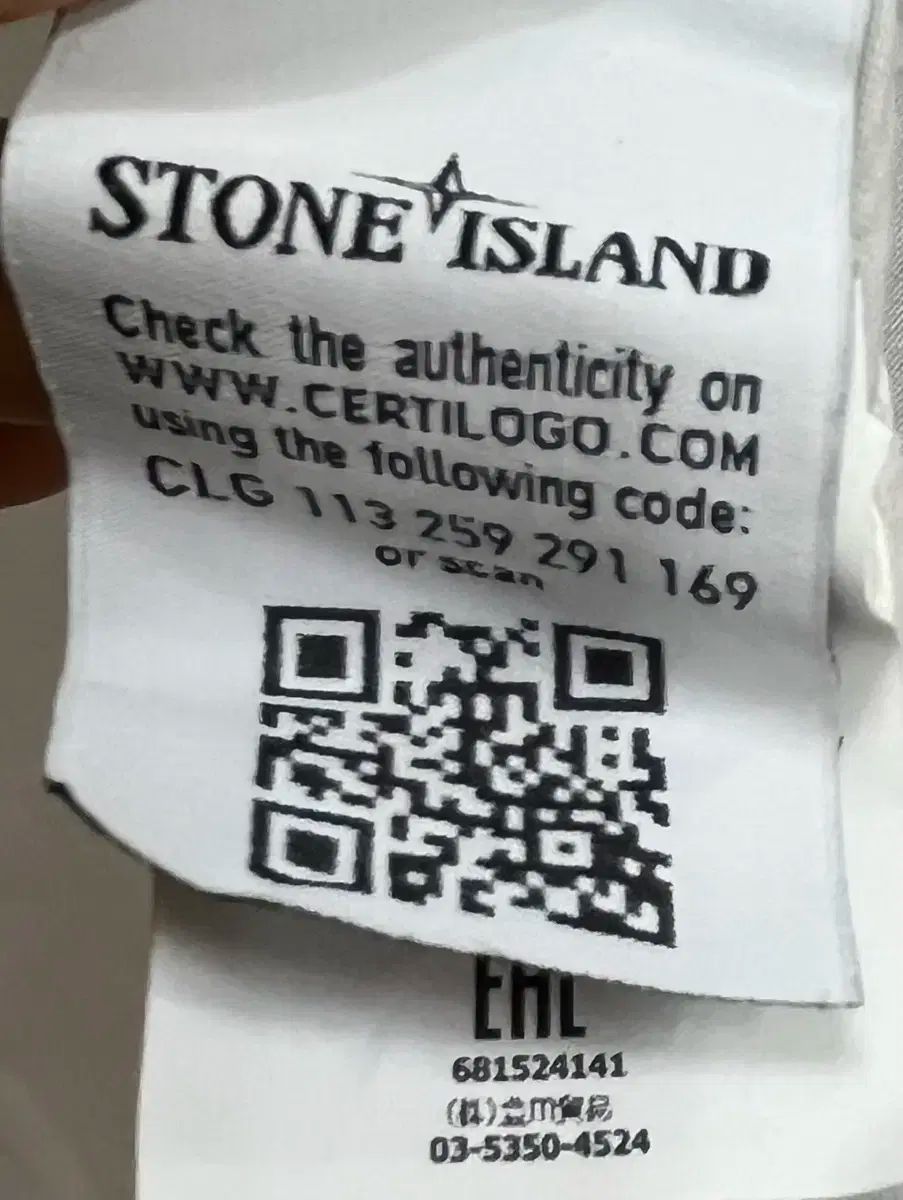 STONE ISLAND
Check the authenticity on
WWW.CERTILOGO.COM
using the following code:
CLG 113 259 291 169
or scan
EAC
681524141
03-5350-4524